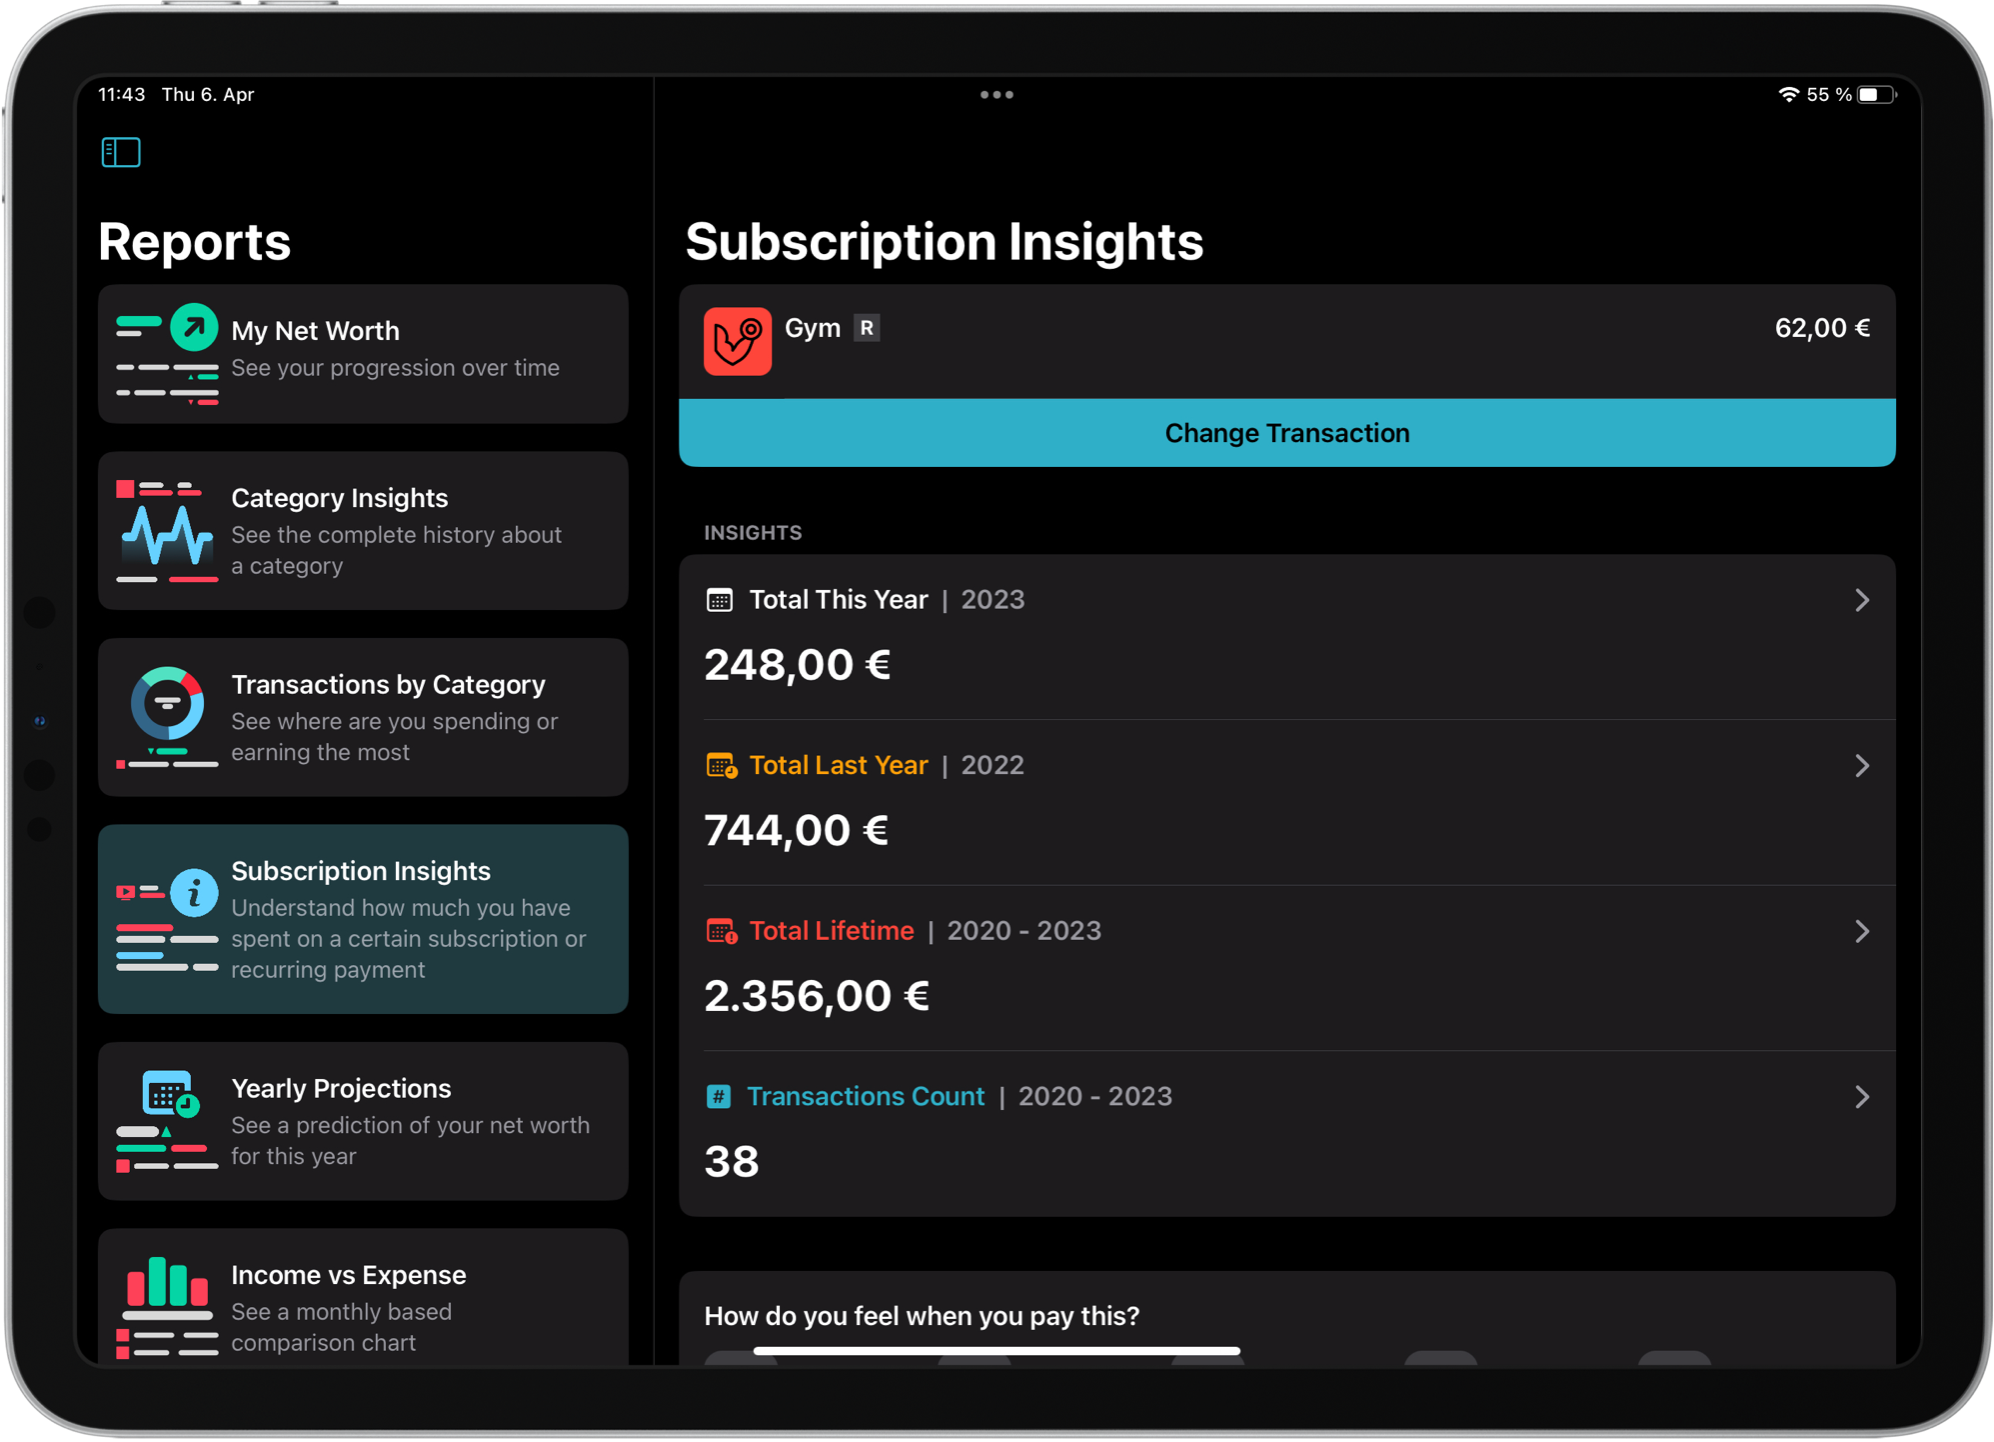 11:43 Thu 6. Apr
55 %
Reports
My Net Worth
See your progression over time
Category Insights
See the complete history about
a category
Transactions by Category
See where are you spending or
earning the most
Subscription Insights
Understand how much you have
spent on a certain subscription or
recurring payment
Yearly Projections
See a prediction of your net worth
for this year
Income vs Expense
See a monthly based
comparison chart
Subscription Insights
Gym R
62,00 €
Change Transaction
INSIGHTS
Total This Year | 2023
248,00 €
Total Last Year | 2022
744,00 €
Total Lifetime | 2020 - 2023
2.356,00 €
# Transactions Count | 2020 - 2023
38
How do you feel when you pay this?